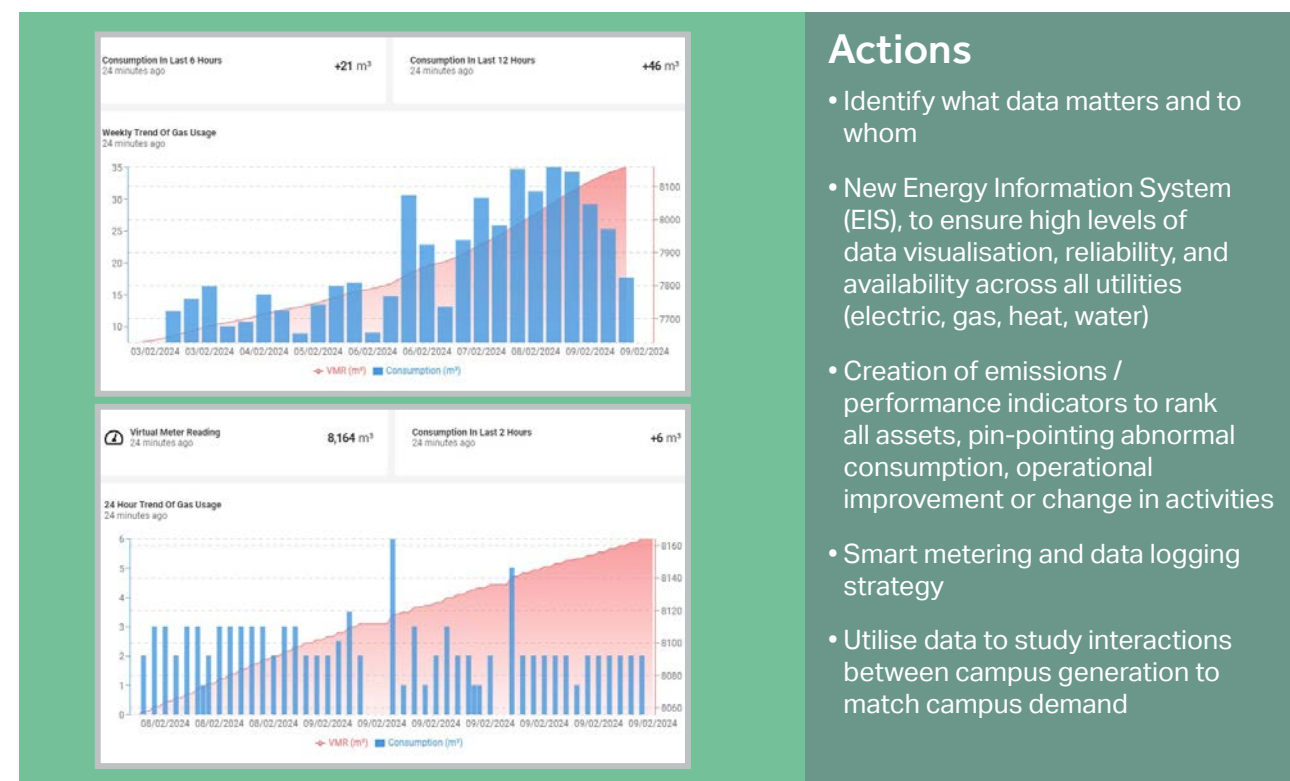 Consumption In Last 6 Hours
24 minutes ago
+21 m³
Consumption In Last 12 Hours
24 minutes ago
+46 m³
Weekly Trend Of Gas Usage
24 minutes ago
35
30
25
20
15
10
8100
8000
7900
7800
7700
03/02/2024 03/02/2024 04/02/2024 05/02/2024 06/02/2024 06/02/2024 07/02/2024 08/02/2024 09/02/2024 09/02/2024
VMR (m³) Consumption (m³)
Virtual Meter Reading
24 minutes ago
8,164 m³
Consumption In Last 2 Hours
24 minutes ago
+6 m³
24 Hour Trend Of Gas Usage
24 minutes ago
6
5
4
3
2
1
0
8160
8140
8120
8100
8080
8060
08/02/2024 08/02/2024 08/02/2024 09/02/2024 09/02/2024 09/02/2024 09/02/2024 09/02/2024 09/02/2024 09/02/2024
VMR (m³) Consumption (m³)
Actions
• Identify what data matters and to
whom
• New Energy Information System
(EIS), to ensure high levels of
data visualisation, reliability, and
availability across all utilities
(electric, gas, heat, water)
• Creation of emissions /
performance indicators to rank
all assets, pin-pointing abnormal
consumption, operational
improvement or change in activities
• Smart metering and data logging
strategy
• Utilise data to study interactions
between campus generation to
match campus demand